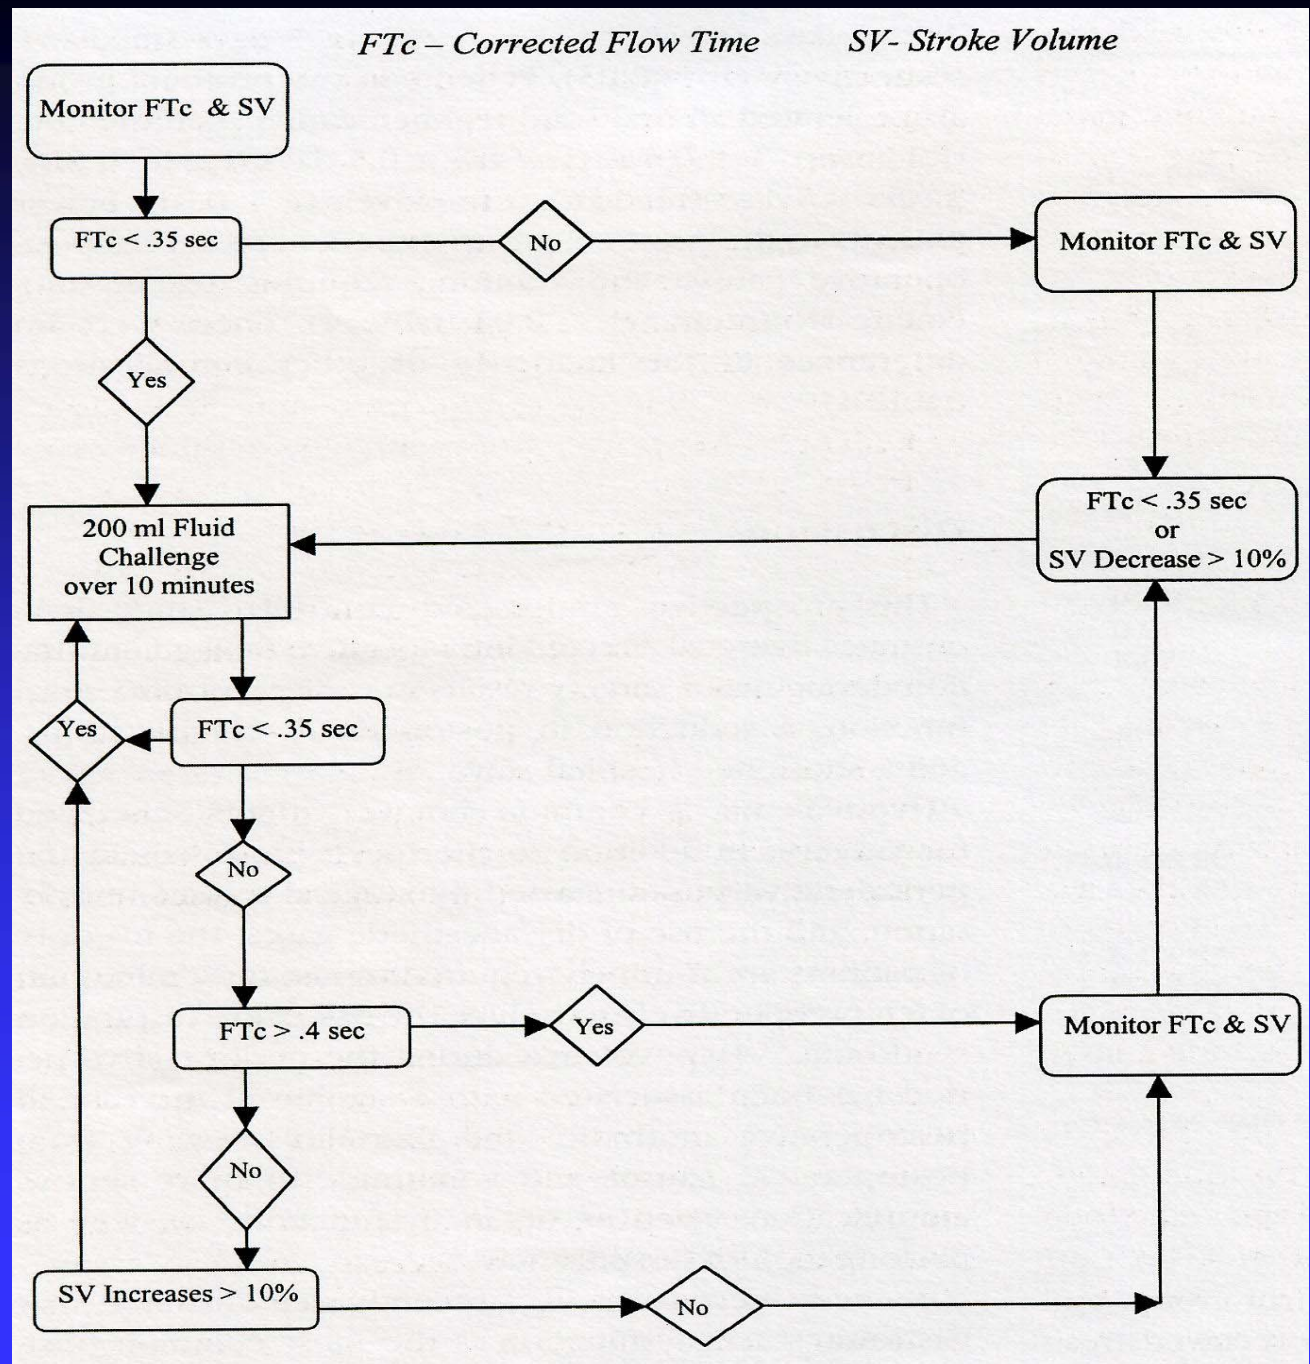 FTc – Corrected Flow Time SV- Stroke Volume
Monitor FTc & SV
FTc < .35 sec
No
Monitor FTc & SV
Yes
200 ml Fluid
Challenge
over 10 minutes
FTc < .35 sec
or
SV Decrease > 10%
Yes
FTc < .35 sec
No
FTc > .4 sec
Yes
Monitor FTc & SV
No
SV Increases > 10%
No